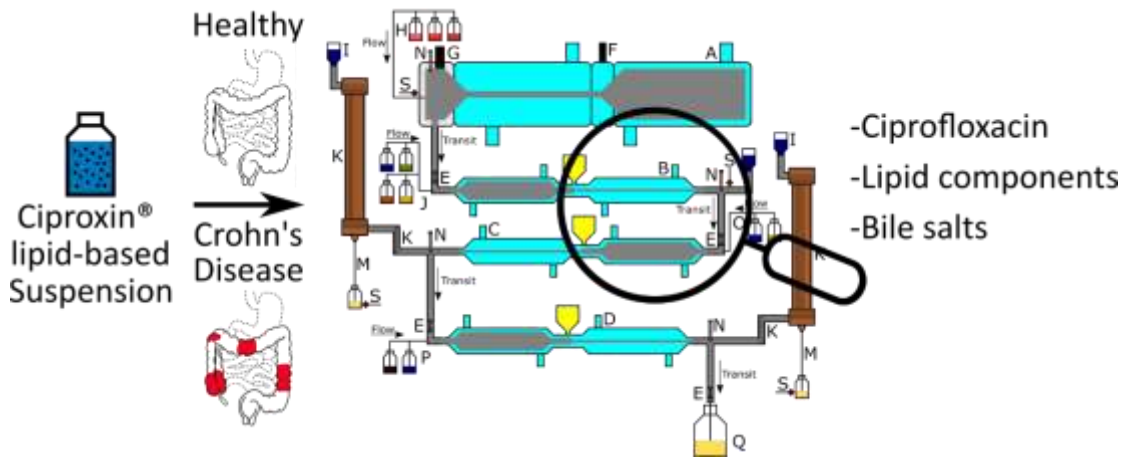 Healthy
Crohn's
Disease
Ciproxin®
lipid-based
Suspension
I
K
M
S
K
H
Flow
N
G
F
A
S
Transit
Flow
E
J
B
N
S
Transit
Flow
O
E
I
K
N
C
Transit
E
Flow
P
D
N
K
M
S
Transit
E
Q
-Ciprofloxacin
-Lipid components
-Bile salts